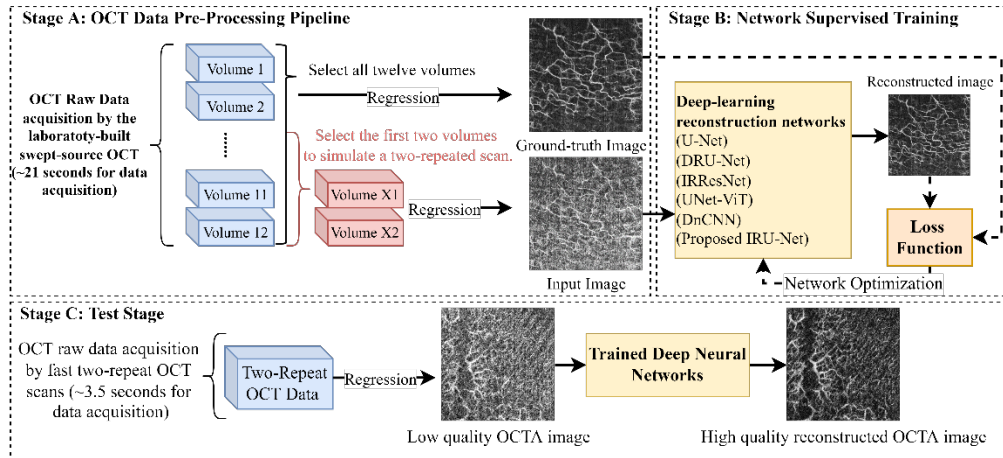 Stage A: OCT Data Pre-Processing Pipeline
OCT Raw Data
acquisition by the
laboratoty-built
swept-source OCT
(~21 seconds for data
acquisition)
Volume 1
Volume 2
Volume 11
Volume 12
Select all twelve volumes
Regression
Select the first two volumes
to simulate a two-repeated scan.
Volume X1
Volume X2
Regression
Ground-truth Image
Input Image
Stage B: Network Supervised Training
Deep-learning
reconstruction networks
(U-Net)
(DRU-Net)
(IRResNet)
(UNet-ViT)
(DnCNN)
(Proposed IRU-Net)
Reconstructed image
Loss
Function
Network Optimization
Stage C: Test Stage
OCT raw data acquisition
by fast two-repeat OCT
scans (~3.5 seconds for
data acquisition)
Two-Repeat
OCT Data
Regression
Low quality OCTA image
Trained Deep Neural
Networks
High quality reconstructed OCTA image